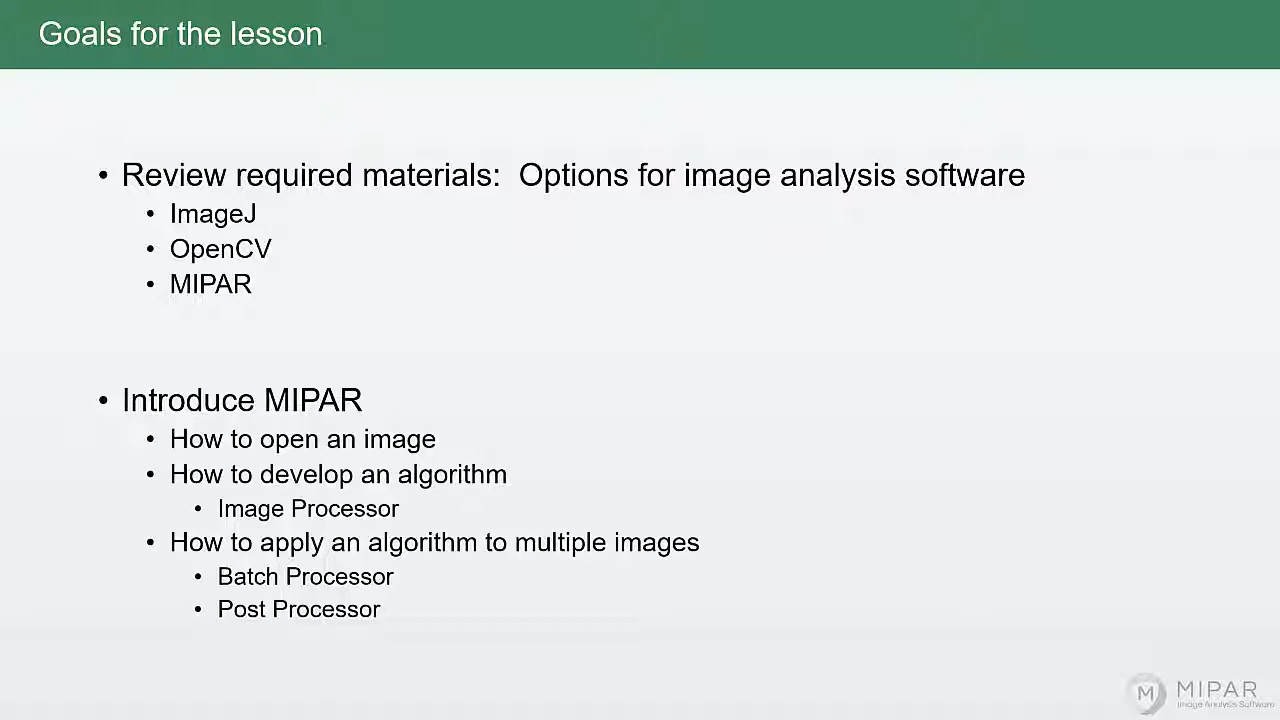 Goals for the lesson
• Review required materials:  Options for image analysis software
• ImageJ
• OpenCV
• MIPAR
• Introduce MIPAR
• How to open an image
• How to develop an algorithm
• Image Processor
• How to apply an algorithm to multiple images
• Batch Processor
• Post Processor
M MIPAR
Image Analysis Software